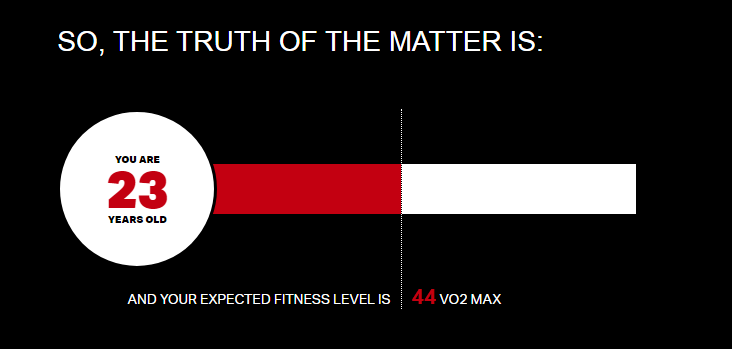 SO, THE TRUTH OF THE MATTER IS:
YOU ARE
23
YEARS OLD
AND YOUR EXPECTED FITNESS LEVEL IS 44 VO2 MAX